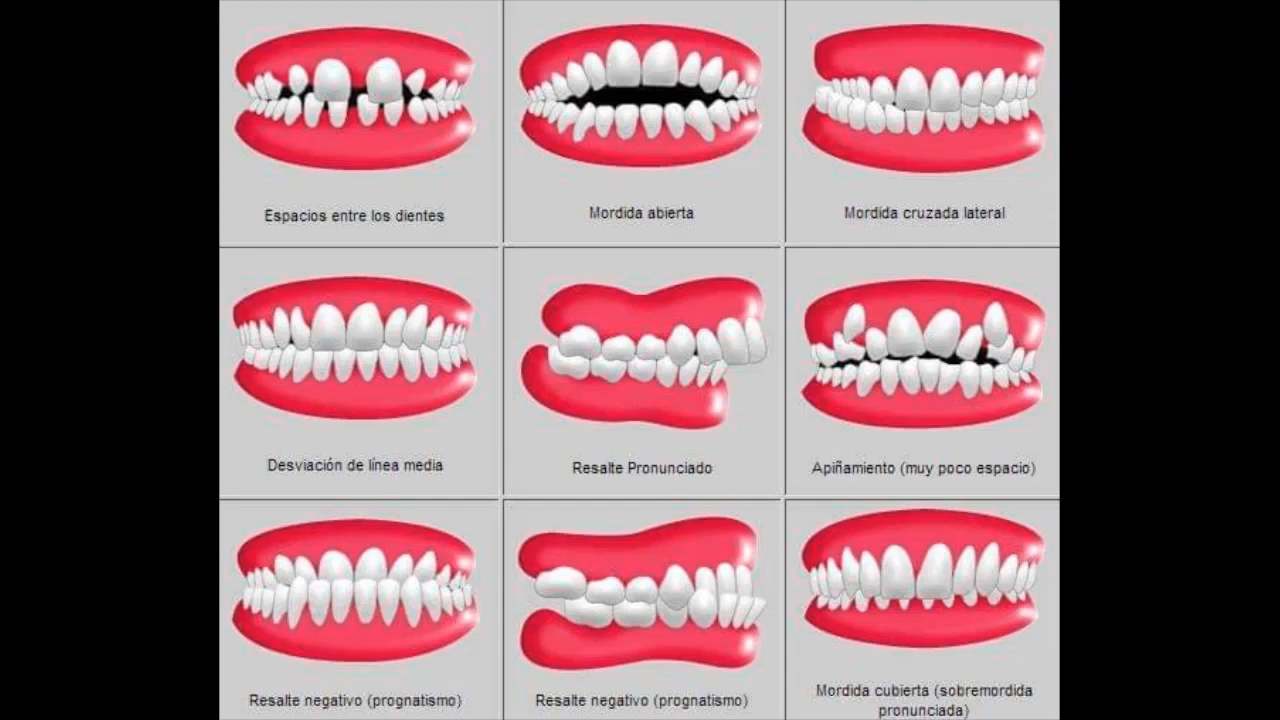 Espacios entre los dientes
Mordida abierta
Mordida cruzada lateral
Desviación de línea media
Resalte Pronunciado
Apiñamiento (muy poco espacio)
Resalte negativo (prognatismo)
Resalte negativo (prognatismo)
Mordida cubierta (sobremordida
pronunciada)